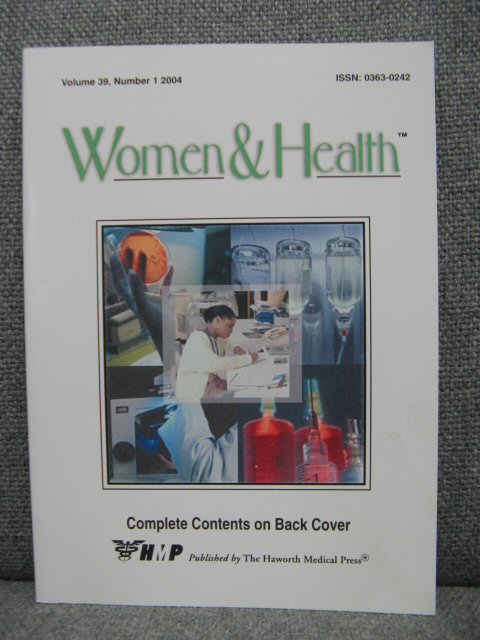 Volume 39, Number 1 2004 ISSN: 0363-0242
Women & Health™
Complete Contents on Back Cover
HMP Published by The Haworth Medical Press®